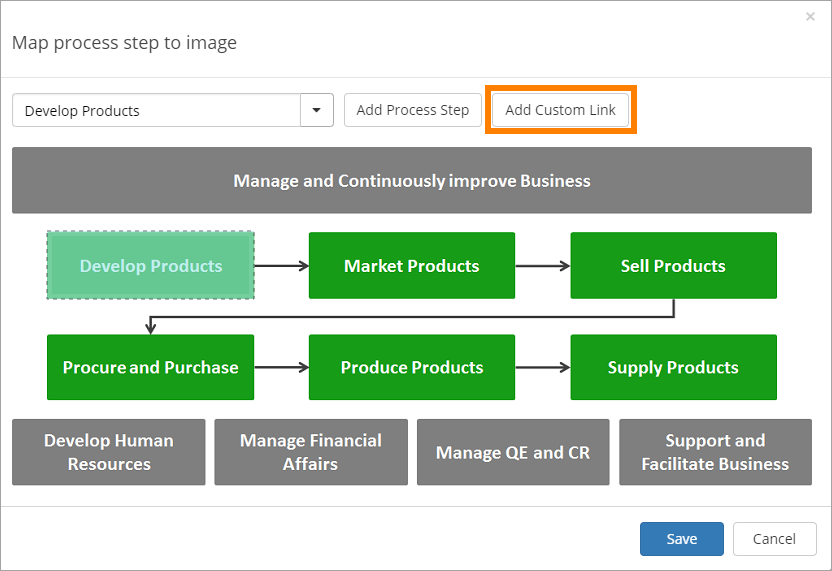 ×
Map process step to image
Develop Products
Add Process Step
Add Custom Link
Manage and Continuously improve Business
Develop Products
Market Products
Sell Products
Procure and Purchase
Produce Products
Supply Products
Develop Human
Resources
Manage Financial
Affairs
Manage QE and CR
Support and
Facilitate Business
Save
Cancel